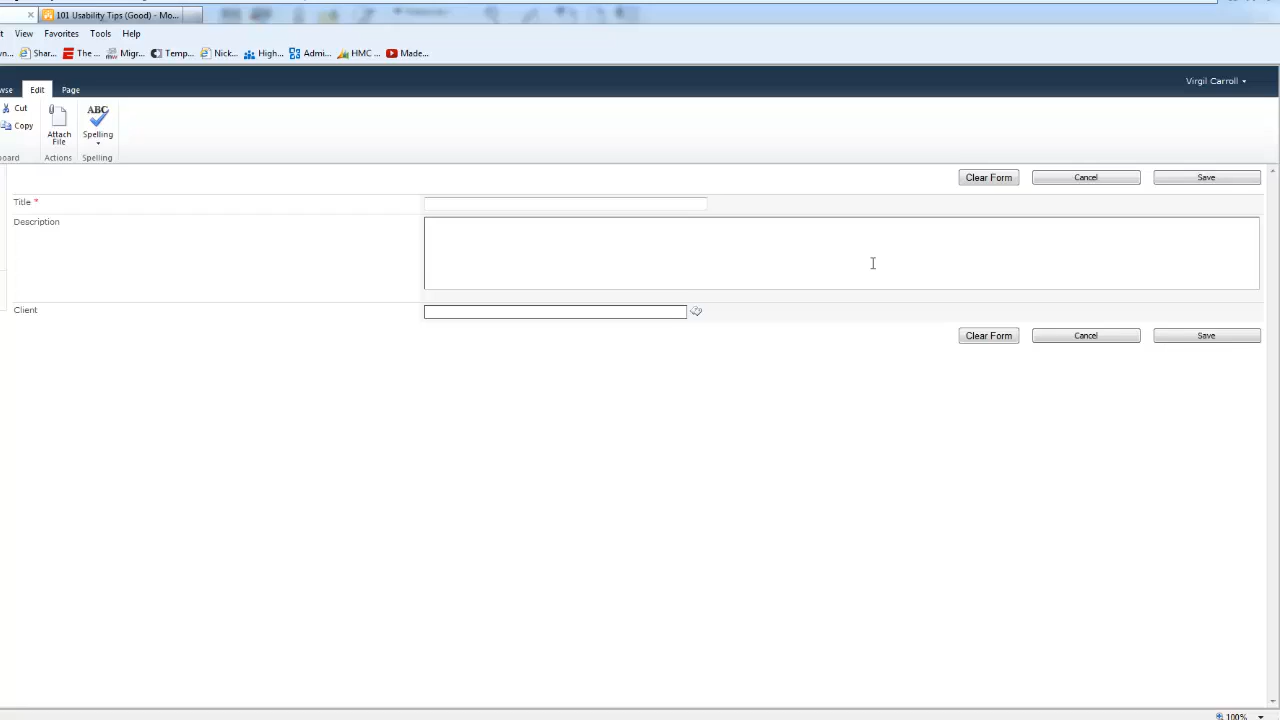 101 Usability Tips (Good) - Mo...
View Favorites Tools Help
Shar... The ... Migr... Temp... Nick... High... Admi... HMC ... Made...
wse Edit Page Virgil Carroll
Cut
Copy
Attach File
ABC
Spelling
oard Actions Spelling
Clear Form Cancel Save
Title *
Description
Client
Clear Form Cancel Save
100%